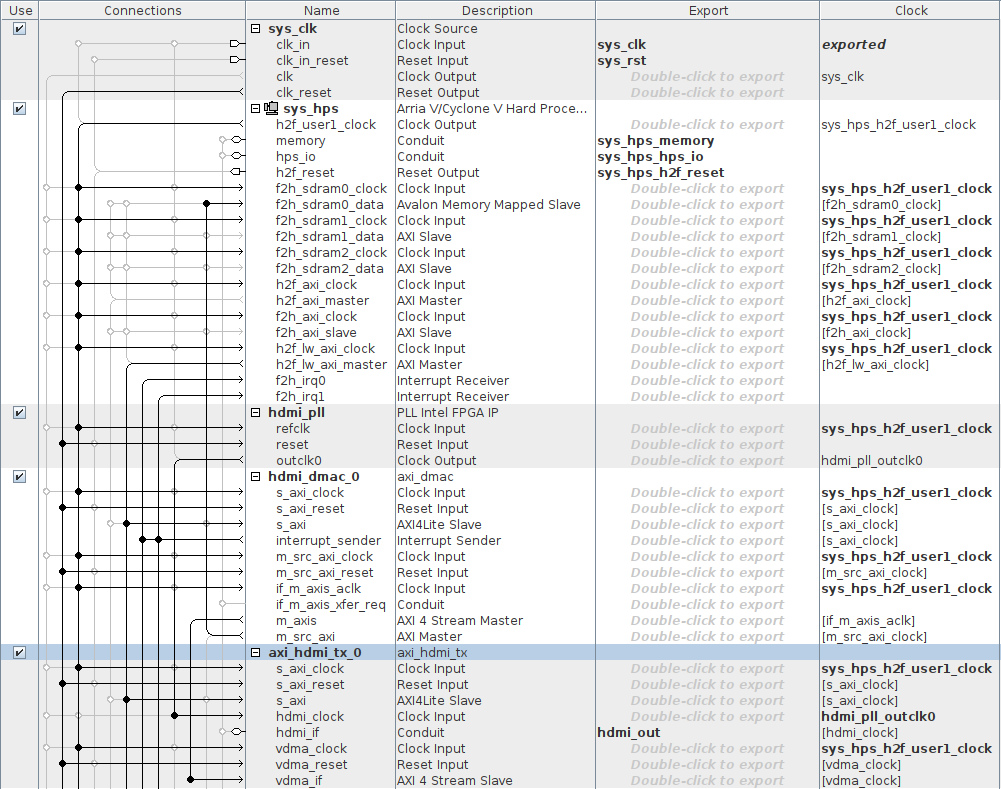 Use Connections Name Description Export Clock
sys_clk Clock Source
clk_in Clock Input sys_clk exported
clk_in_reset Reset Input sys_rst
clk Clock Output Double-click to export sys_clk
clk_reset Reset Output Double-click to export
sys_hps Arria V/Cyclone V Hard Proce...
h2f_user1_clock Clock Output Double-click to export sys_hps_h2f_user1_clock
memory Conduit sys_hps_memory
hps_io Conduit sys_hps_hps_io
h2f_reset Reset Output sys_hps_h2f_reset
f2h_sdram0_clock Clock Input Double-click to export sys_hps_h2f_user1_clock
f2h_sdram0_data Avalon Memory Mapped Slave Double-click to export [f2h_sdram0_clock]
f2h_sdram1_clock Clock Input Double-click to export sys_hps_h2f_user1_clock
f2h_sdram1_data AXI Slave Double-click to export [f2h_sdram1_clock]
f2h_sdram2_clock Clock Input Double-click to export sys_hps_h2f_user1_clock
f2h_sdram2_data AXI Slave Double-click to export [f2h_sdram2_clock]
h2f_axi_clock Clock Input Double-click to export sys_hps_h2f_user1_clock
h2f_axi_master AXI Master Double-click to export [h2f_axi_clock]
f2h_axi_clock Clock Input Double-click to export sys_hps_h2f_user1_clock
f2h_axi_slave AXI Slave Double-click to export [f2h_axi_clock]
h2f_lw_axi_clock Clock Input Double-click to export sys_hps_h2f_user1_clock
h2f_lw_axi_master AXI Master Double-click to export [h2f_lw_axi_clock]
f2h_irq0 Interrupt Receiver Double-click to export
f2h_irq1 Interrupt Receiver Double-click to export
hdmi_pll PLL Intel FPGA IP
refclk Clock Input Double-click to export sys_hps_h2f_user1_clock
reset Reset Input Double-click to export
outclk0 Clock Output Double-click to export hdmi_pll_outclk0
hdmi_dmac_0 axi_dmac
s_axi_clock Clock Input Double-click to export sys_hps_h2f_user1_clock
s_axi_reset Reset Input Double-click to export [s_axi_clock]
s_axi AXI4Lite Slave Double-click to export [s_axi_clock]
interrupt_sender Interrupt Sender Double-click to export [s_axi_clock]
m_src_axi_clock Clock Input Double-click to export sys_hps_h2f_user1_clock
m_src_axi_reset Reset Input Double-click to export [m_src_axi_clock]
if_m_axis_aclk Clock Input Double-click to export sys_hps_h2f_user1_clock
if_m_axis_xfer_req Conduit Double-click to export
m_axis AXI 4 Stream Master Double-click to export [if_m_axis_aclk]
m_src_axi AXI Master Double-click to export [m_src_axi_clock]
axi_hdmi_tx_0 axi_hdmi_tx
s_axi_clock Clock Input Double-click to export sys_hps_h2f_user1_clock
s_axi_reset Reset Input Double-click to export [s_axi_clock]
s_axi AXI4Lite Slave Double-click to export [s_axi_clock]
hdmi_clock Clock Input Double-click to export hdmi_pll_outclk0
hdmi_if Conduit hdmi_out [hdmi_clock]
vdma_clock Clock Input Double-click to export sys_hps_h2f_user1_clock
vdma_reset Reset Input Double-click to export [vdma_clock]
vdma_if AXI 4 Stream Slave Double-click to export [vdma_clock]